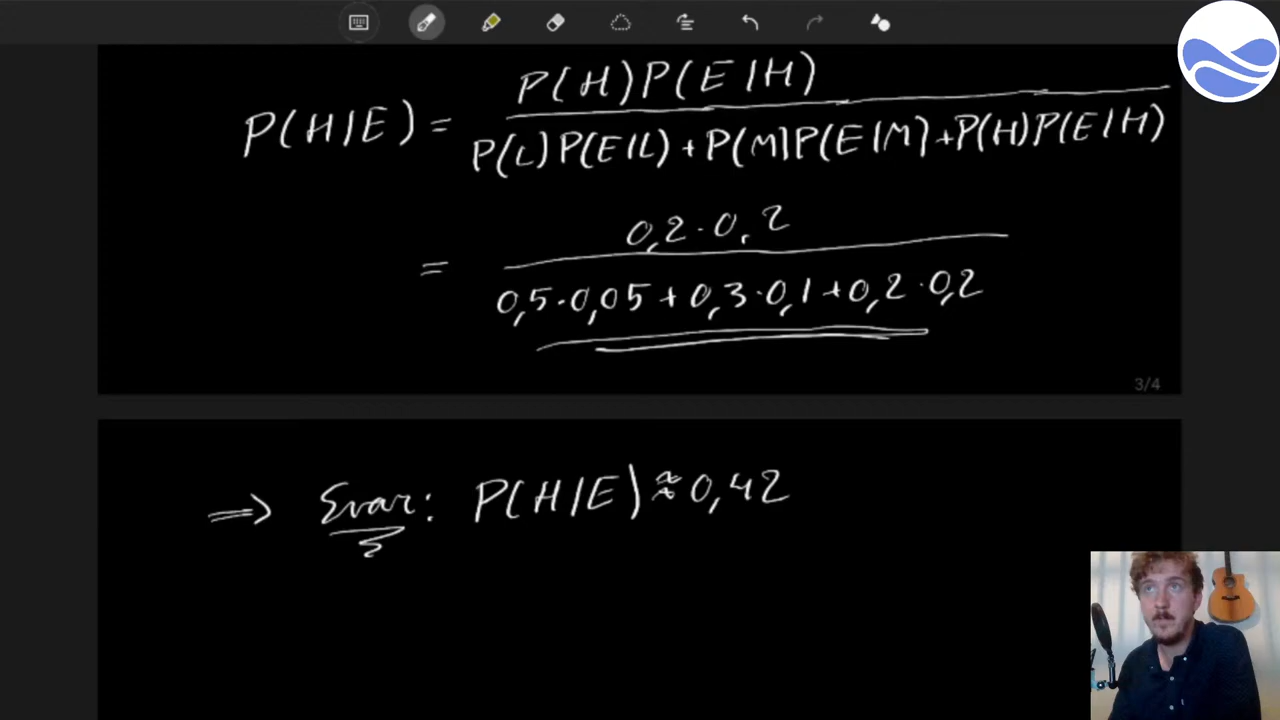 P(H|E) = P(H)P(E|H) / P(L)P(E|L) + P(M)P(E|M) + P(H)P(E|H)
= 0,2 · 0,2 / 0,5 · 0,05 + 0,3 · 0,1 + 0,2 · 0,2
3/4
⇒ Svar: P(H|E) ≈ 0,42